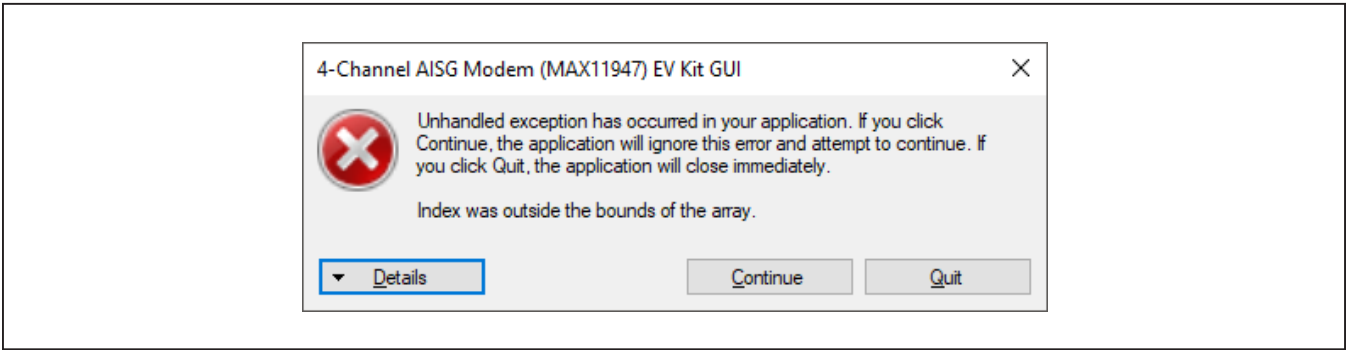 4-Channel AISG Modem (MAX11947) EV Kit GUI
Unhandled exception has occurred in your application. If you click
Continue, the application will ignore this error and attempt to continue. If
you click Quit, the application will close immediately.
Index was outside the bounds of the array.
Details
Continue
Quit